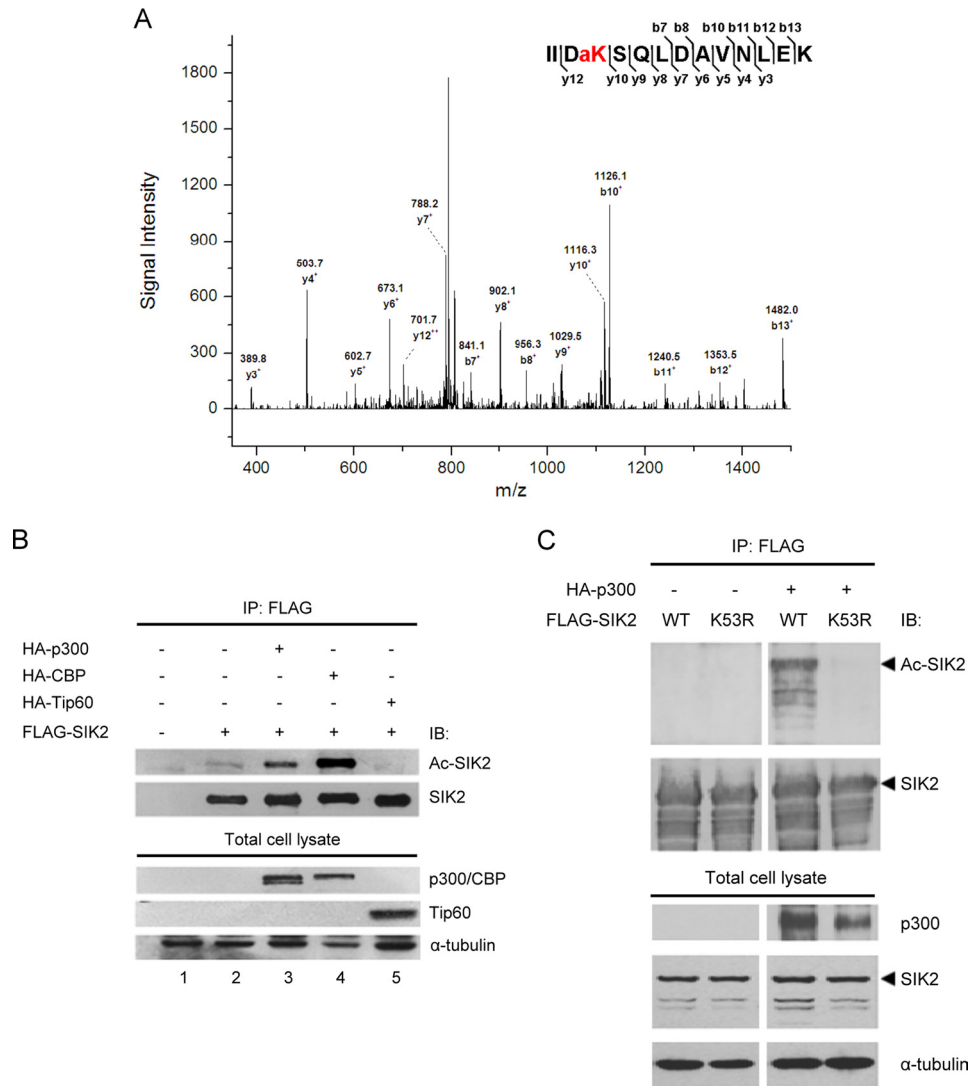 A
b7 b8 b10 b11 b12 b13
IIDaKSQLDAVNLEK
y12 y10 y9 y8 y7 y6 y5 y4 y3
Signal Intensity
1800
1500
1200
900
600
300
0
389.8
y3+
503.7
y4+
602.7
y5+
673.1
y6+
701.7
y12++
788.2
y7+
841.1
b7+
902.1
y8+
956.3
b8+
1029.5
y9+
1116.3
y10+
1126.1
b10+
1240.5
b11+
1353.5
b12+
1482.0
b13+
400 600 800 1000 1200 1400
m/z
B
IP: FLAG
HA-p300 - - + - -
HA-CBP - - - + -
HA-Tip60 - - - - +
FLAG-SIK2 - + + + + IB:
Ac-SIK2
SIK2
Total cell lysate
p300/CBP
Tip60
α-tubulin
1 2 3 4 5
C
IP: FLAG
HA-p300 - - + +
FLAG-SIK2 WT K53R WT K53R IB:
Ac-SIK2
SIK2
Total cell lysate
p300
SIK2
α-tubulin